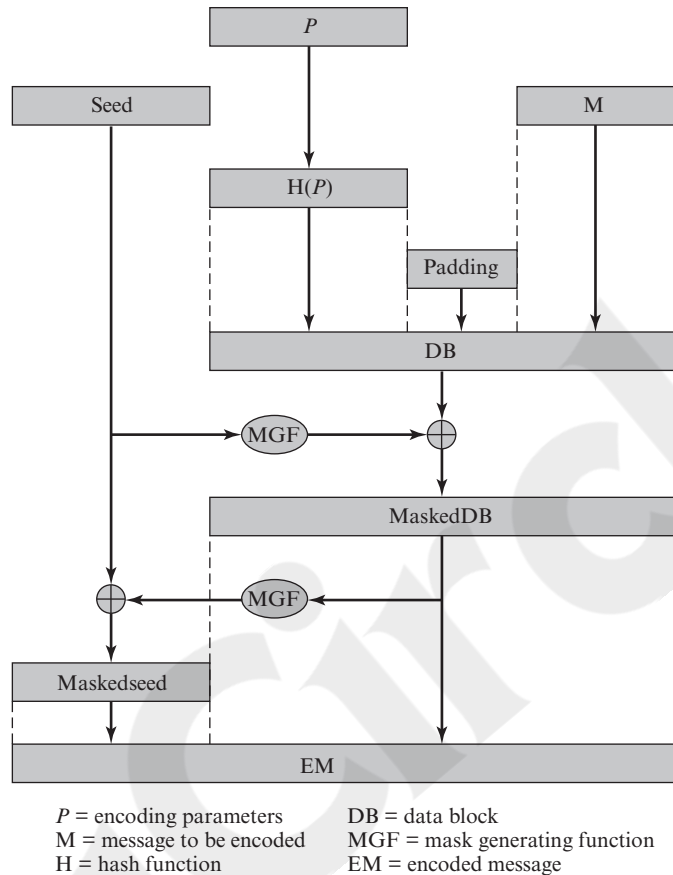 P
Seed
M
H(P)
Padding
DB
MGF
MaskedDB
MGF
Maskedseed
EM
P = encoding parameters
DB = data block
M = message to be encoded
MGF = mask generating function
H = hash function
EM = encoded message